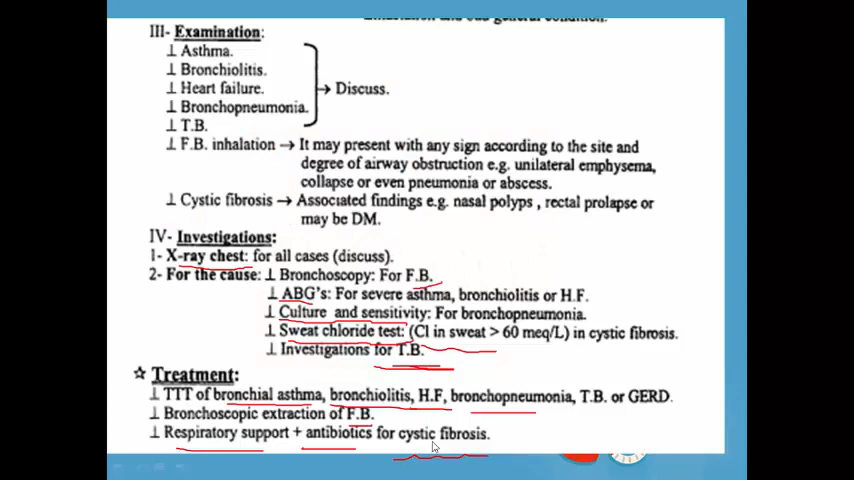 III- Examination:
⊥ Asthma.
⊥ Bronchiolitis.
⊥ Heart failure.
⊥ Bronchopneumonia.
→ Discuss.
⊥ T.B.
⊥ F.B. inhalation → It may present with any sign according to the site and
degree of airway obstruction e.g. unilateral emphysema,
collapse or even pneumonia or abscess.
⊥ Cystic fibrosis → Associated findings e.g. nasal polyps , rectal prolapse or
may be DM.
IV- Investigations:
1- X-ray chest: for all cases (discuss).
2- For the cause: ⊥ Bronchoscopy: For F.B.
⊥ ABG's: For severe asthma, bronchiolitis or H.F.
⊥ Culture and sensitivity: For bronchopneumonia.
⊥ Sweat chloride test: (Cl in sweat > 60 meq/L) in cystic fibrosis.
⊥ Investigations for T.B.
☆ Treatment:
⊥ TTT of bronchial asthma, bronchiolitis, H.F, bronchopneumonia, T.B. or GERD.
⊥ Bronchoscopic extraction of F.B.
⊥ Respiratory support + antibiotics for cystic fibrosis.